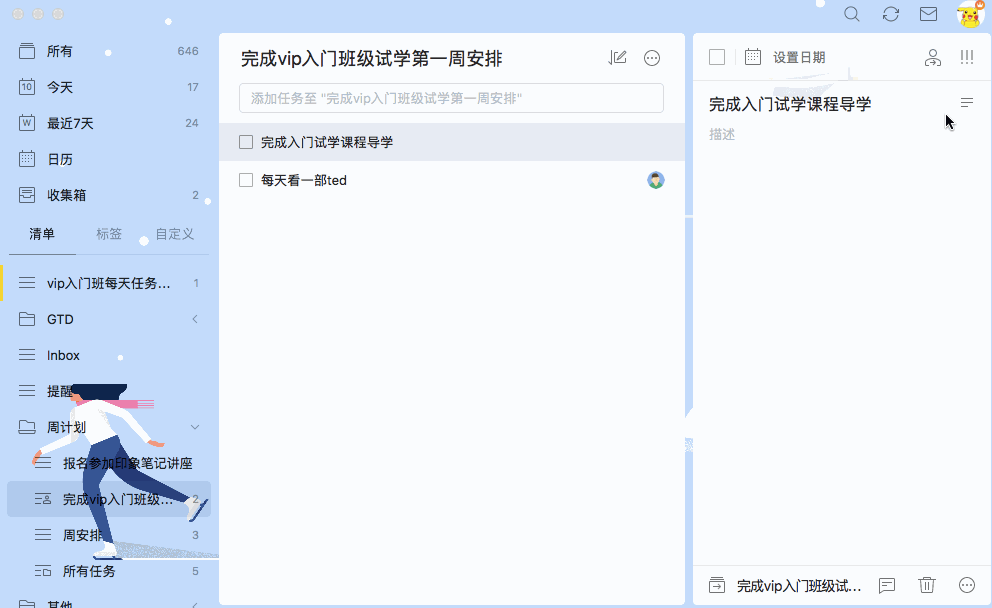 所有 646
10 今天 17
W 最近7天 24
日历
收集箱 2
清单 标签 自定义
vip入门班每天任务... 1
GTD
Inbox
提醒
周计划
报名参加印象笔记讲座
完成vip入门班级... 2
周安排 3
所有任务 5
其他
完成vip入门班级试学第一周安排
添加任务至 "完成vip入门班级试学第一周安排"
完成入门试学课程导学
每天看一部ted
设置日期
完成入门试学课程导学
描述
完成vip入门班级试...